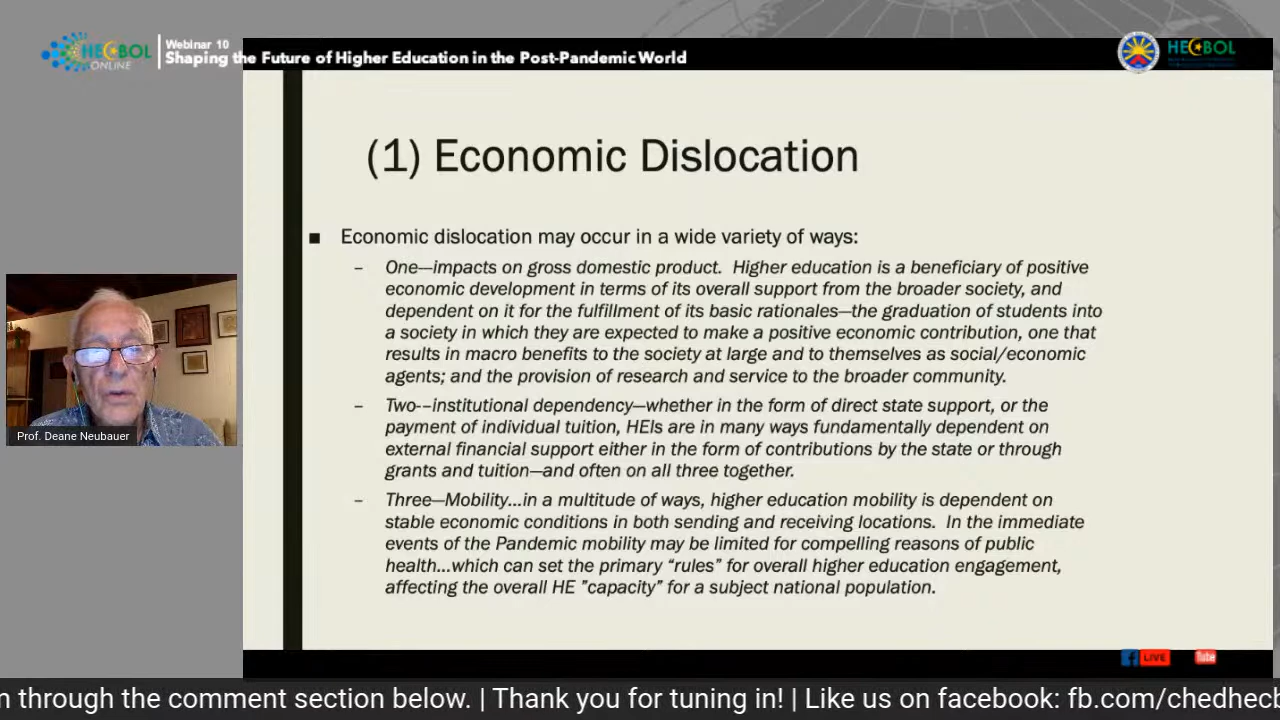 HECBOL
ONLINE
Webinar 10
Shaping the Future of Higher Education in the Post-Pandemic World
HECBOL
(1) Economic Dislocation
■ Economic dislocation may occur in a wide variety of ways:
– One—impacts on gross domestic product. Higher education is a beneficiary of positive
economic development in terms of its overall support from the broader society, and
dependent on it for the fulfillment of its basic rationales—the graduation of students into
a society in which they are expected to make a positive economic contribution, one that
results in macro benefits to the society at large and to themselves as social/economic
agents; and the provision of research and service to the broader community.
– Two-–institutional dependency—whether in the form of direct state support, or the
payment of individual tuition, HEIs are in many ways fundamentally dependent on
external financial support either in the form of contributions by the state or through
grants and tuition—and often on all three together.
– Three—Mobility...in a multitude of ways, higher education mobility is dependent on
stable economic conditions in both sending and receiving locations. In the immediate
events of the Pandemic mobility may be limited for compelling reasons of public
health...which can set the primary “rules” for overall higher education engagement,
affecting the overall HE ”capacity” for a subject national population.
Prof. Deane Neubauer
LIVE
Tube
n through the comment section below. | Thank you for tuning in! | Like us on facebook: fb.com/chedhecb